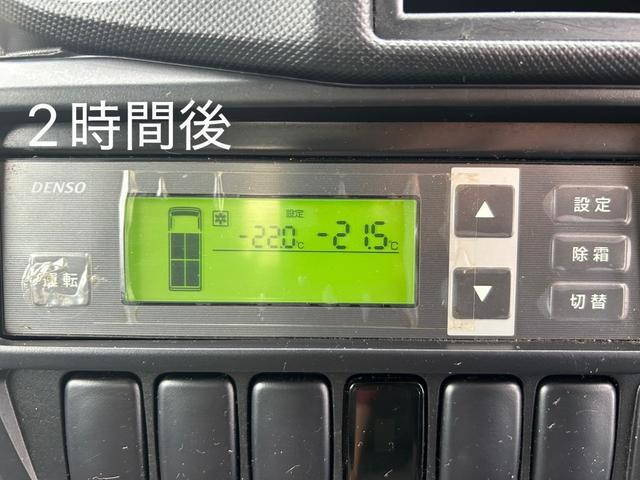 2時間後
DENSO
設定
-22.0℃ -21.5℃
運転
▲
▼
設定
除霜
切替